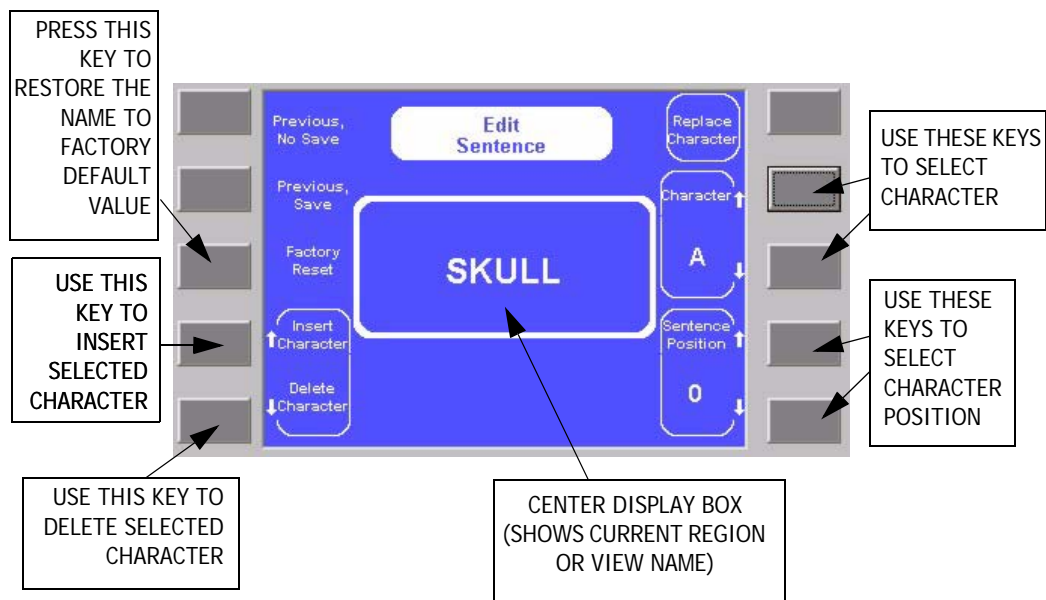 PRESS THIS
KEY TO
RESTORE THE
NAME TO
FACTORY
DEFAULT
VALUE
USE THIS
KEY TO
INSERT
SELECTED
CHARACTER
USE THIS KEY TO
DELETE SELECTED
CHARACTER
Previous,
No Save
Previous,
Save
Factory
Reset
Insert
Character
Delete
Character
Edit
Sentence
SKULL
Replace
Character
Character
A
Sentence
Position
0
USE THESE KEYS
TO SELECT
CHARACTER
USE THESE
KEYS TO
SELECT
CHARACTER
POSITION
CENTER DISPLAY BOX
(SHOWS CURRENT REGION
OR VIEW NAME)